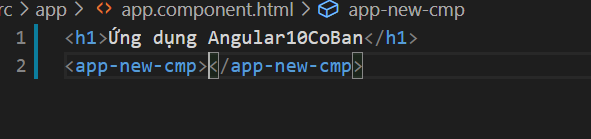 rc > app > <> app.component.html > app-new-cmp
1 <h1>Ứng dụng Angular10CoBan</h1>
2 <app-new-cmp></app-new-cmp>